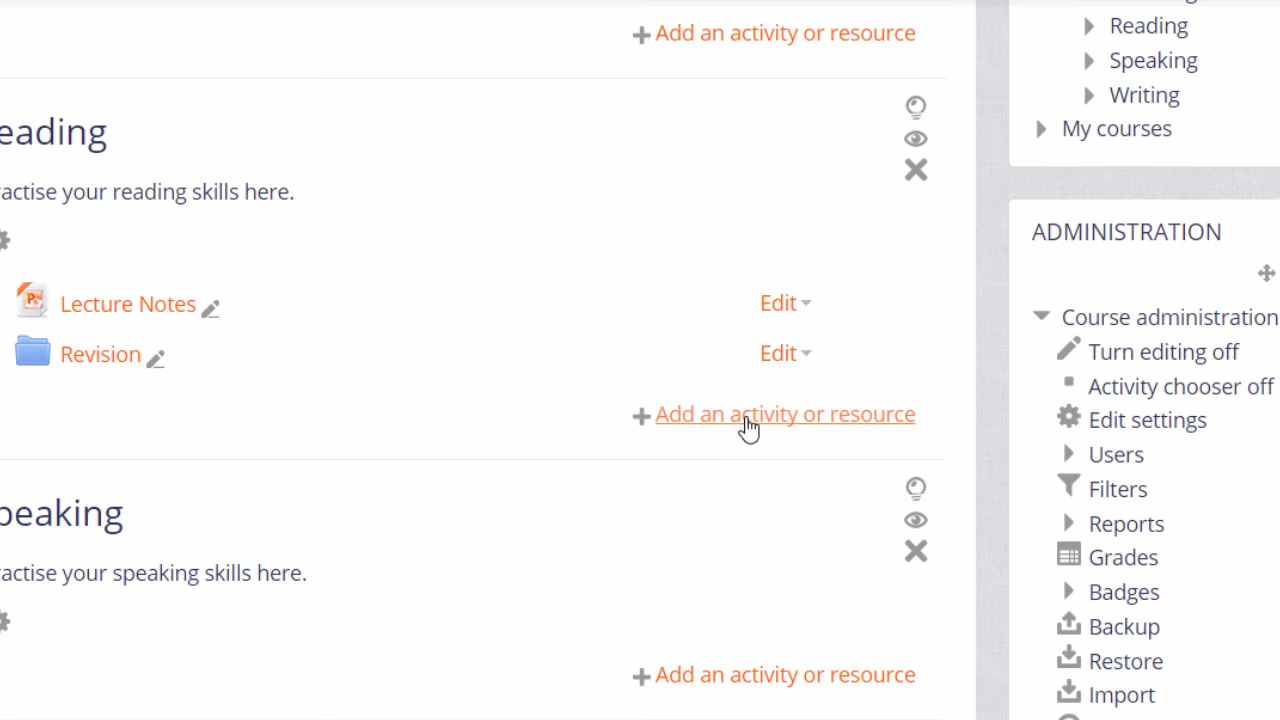 Add an activity or resource
eading
actise your reading skills here.
Lecture Notes
Edit
Revision
Edit
Add an activity or resource
peaking
actise your speaking skills here.
Add an activity or resource
Reading
Speaking
Writing
My courses
ADMINISTRATION
Course administration
Turn editing off
Activity chooser off
Edit settings
Users
Filters
Reports
Grades
Badges
Backup
Restore
Import